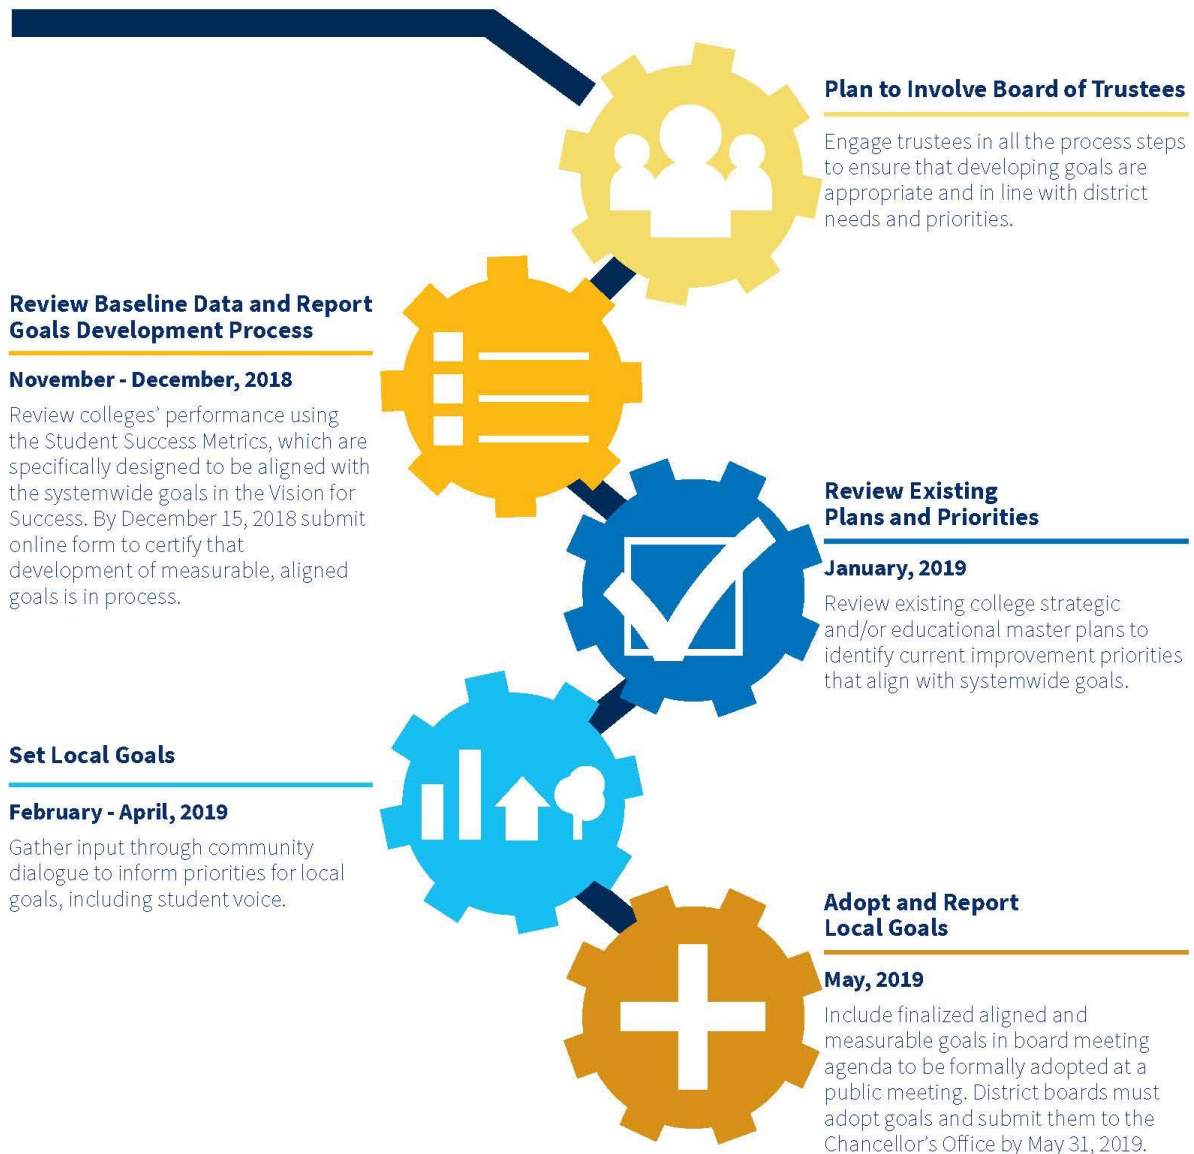 Plan to Involve Board of Trustees
Engage trustees in all the process steps
to ensure that developing goals are
appropriate and in line with district
needs and priorities.
Review Baseline Data and Report
Goals Development Process
November - December, 2018
Review colleges’ performance using
the Student Success Metrics, which are
specifically designed to be aligned with
the systemwide goals in the Vision for
Success. By December 15, 2018 submit
online form to certify that
development of measurable, aligned
goals is in process.
Review Existing
Plans and Priorities
January, 2019
Review existing college strategic
and/or educational master plans to
identify current improvement priorities
that align with systemwide goals.
Set Local Goals
February - April, 2019
Gather input through community
dialogue to inform priorities for local
goals, including student voice.
Adopt and Report
Local Goals
May, 2019
Include finalized aligned and
measurable goals in board meeting
agenda to be formally adopted at a
public meeting. District boards must
adopt goals and submit them to the
Chancellor’s Office by May 31, 2019.